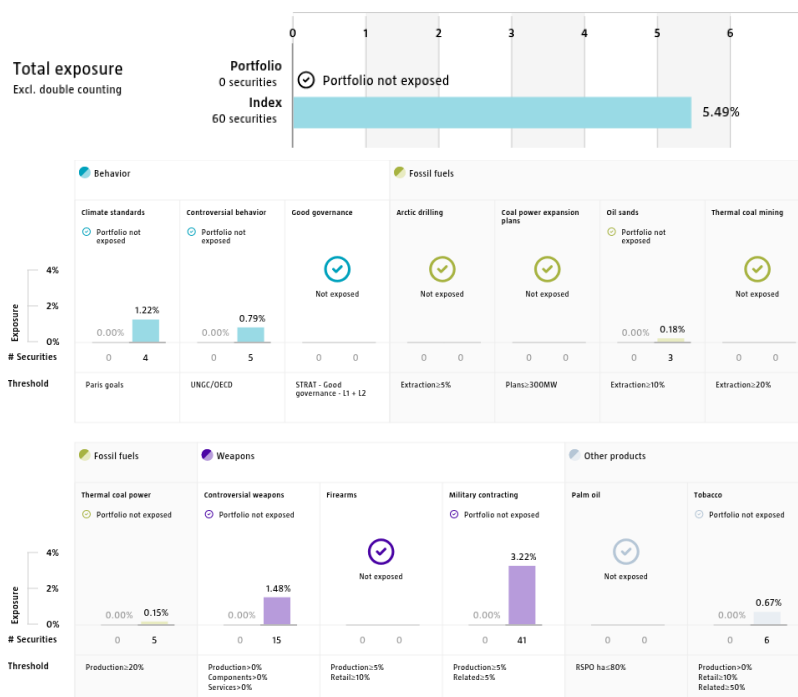 0 1 2 3 4 5 6
Total exposure
Excl. double counting
Portfolio
0 securities
Portfolio not exposed
Index
60 securities
5.49%
Behavior
Fossil fuels
Climate standards
Controversial behavior
Good governance
Arctic drilling
Coal power expansion
plans
Oil sands
Thermal coal mining
Portfolio not
exposed
Portfolio not
exposed
Portfolio not
exposed
Not exposed
Not exposed
Not exposed
Not exposed
Exposure
4%
2%
0%
0.00% 1.22%
0.00% 0.79%
0.00% 0.18%
# Securities 0 4 0 5 0 0 0 0 0 0 0 3 0 0
Threshold
Paris goals
UNGC/OECD
STRAT - Good
governance - L1 + L2
Extraction≥5%
Plans≥300MW
Extraction≥10%
Extraction≥20%
Fossil fuels
Weapons
Other products
Thermal coal power
Controversial weapons
Firearms
Military contracting
Palm oil
Tobacco
Portfolio not exposed
Portfolio not exposed
Portfolio not exposed
Portfolio not exposed
Not exposed
Not exposed
Exposure
4%
2%
0%
0.00% 0.15%
0.00% 1.48%
0.00% 3.22%
0.00% 0.67%
# Securities 0 5 0 15 0 0 0 41 0 0 0 6
Threshold
Production≥20%
Production>0%
Components>0%
Services>0%
Production≥5%
Retail≥10%
Production≥5%
Related≥5%
RSPO ha≤80%
Production>0%
Retail≥10%
Related≥50%